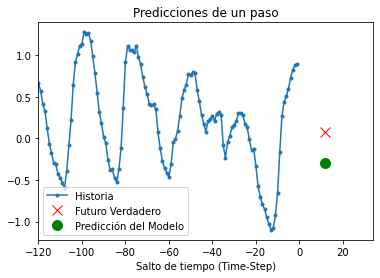 Predicciones de un paso
1.0
0.5
0.0
−0.5
−1.0
Historia
Futuro Verdadero
Predicción del Modelo
−120 −100 −80 −60 −40 −20 0 20
Salto de tiempo (Time-Step)